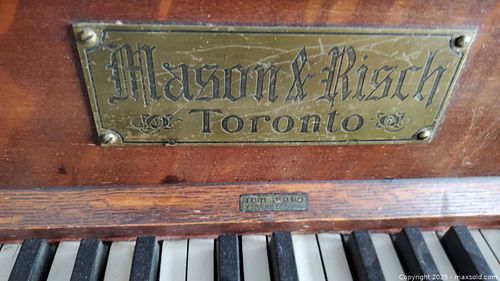 Mason & Risch
Toronto
Copyright 2025 - maxsold.com